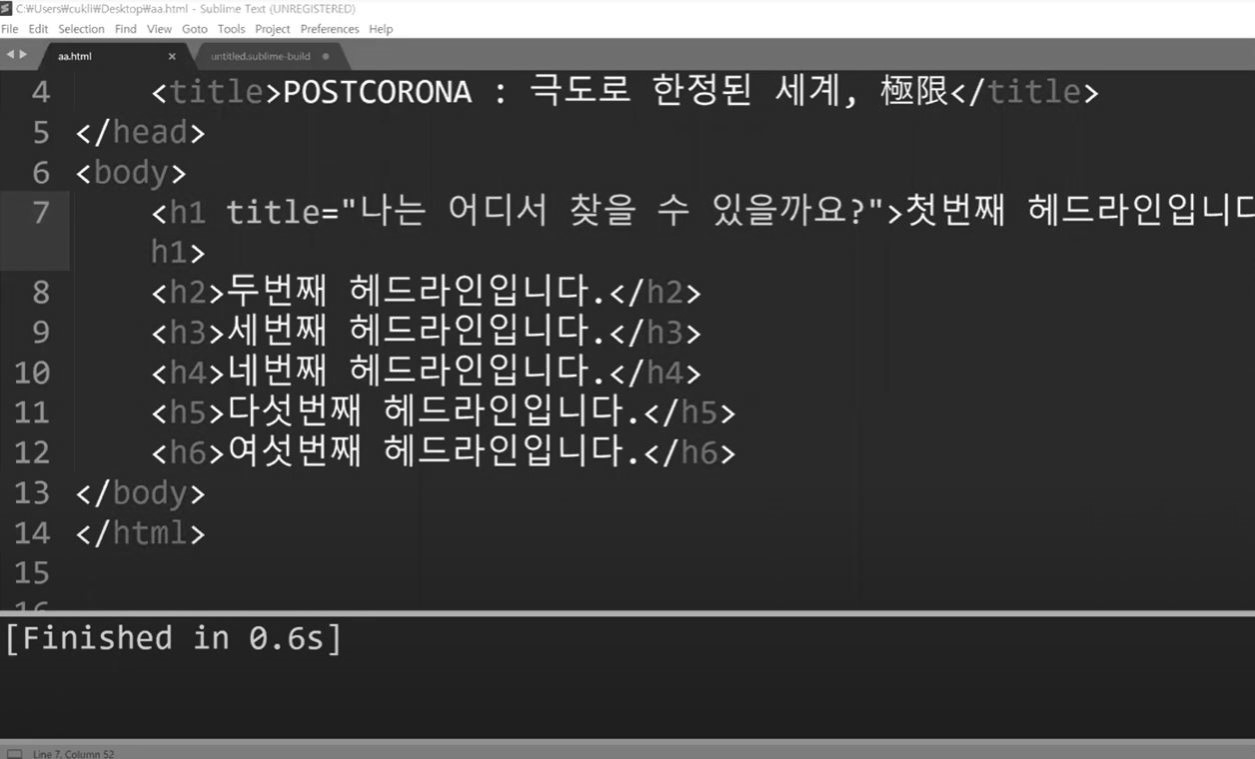 C:₩Users₩cukli₩Desktop₩aa.html - Sublime Text (UNREGISTERED)
File Edit Selection Find View Goto Tools Project Preferences Help
aa.html × untitled.sublime-build
4 <title>POSTCORONA : 극도로 한정된 세계, 極限</title>
5 </head>
6 <body>
7 <h1 title="나는 어디서 찾을 수 있을까요?">첫번째 헤드라인입니다
h1>
8 <h2>두번째 헤드라인입니다.</h2>
9 <h3>세번째 헤드라인입니다.</h3>
10 <h4>네번째 헤드라인입니다.</h4>
11 <h5>다섯번째 헤드라인입니다.</h5>
12 <h6>여섯번째 헤드라인입니다.</h6>
13 </body>
14 </html>
15
16
[Finished in 0.6s]
Line 7, Column 52